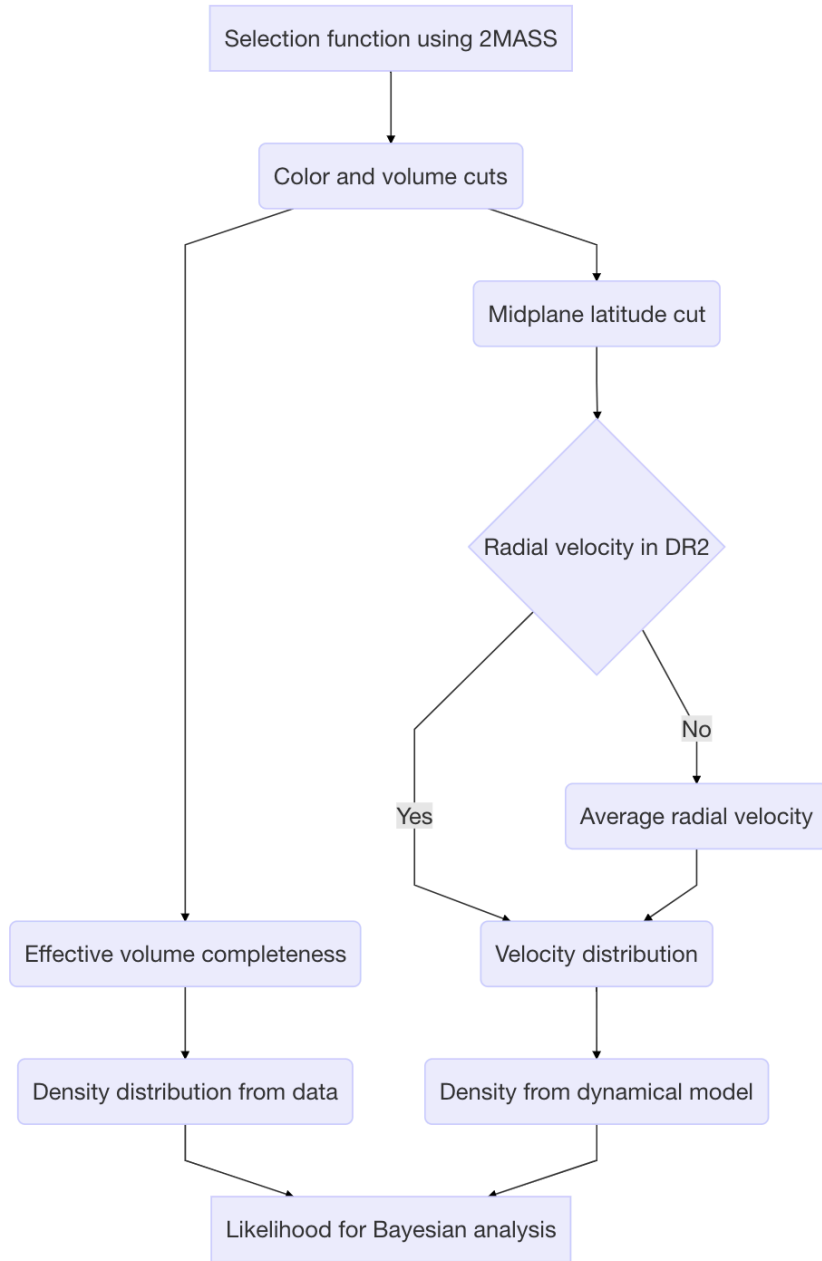 Selection function using 2MASS
Color and volume cuts
Midplane latitude cut
Radial velocity in DR2
No
Yes
Average radial velocity
Effective volume completeness
Velocity distribution
Density distribution from data
Density from dynamical model
Likelihood for Bayesian analysis